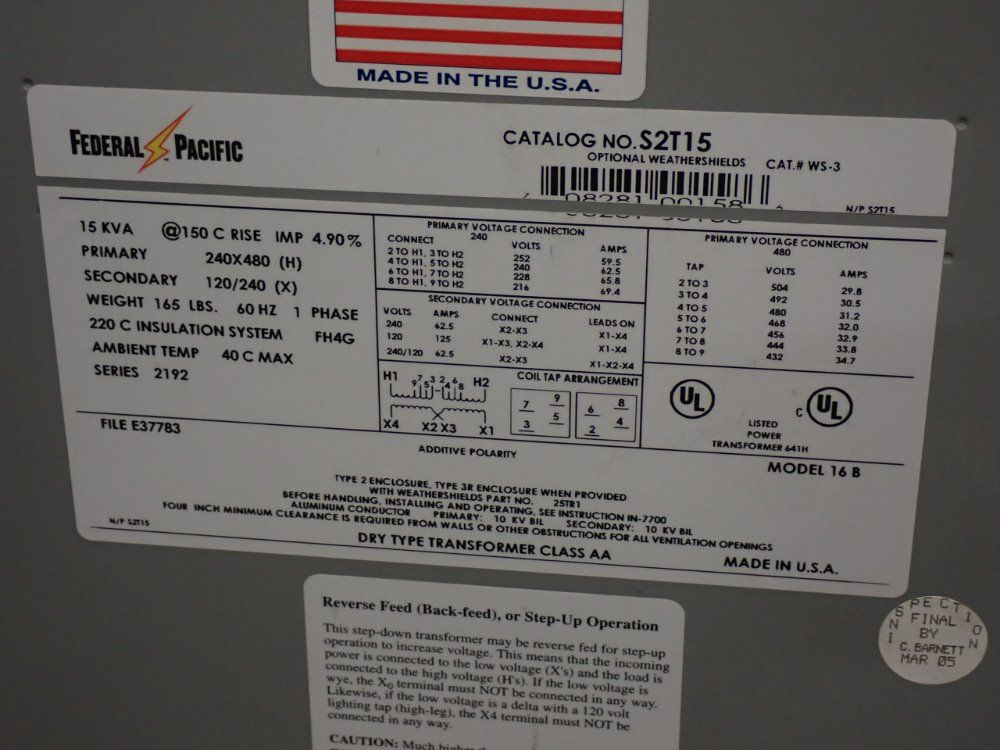 MADE IN THE U.S.A.
FEDERAL PACIFIC
CATALOG NO. S2T15
OPTIONAL WEATHERSHIELDS CAT.# WS-3
08281 00158
N/P S2T15
15 KVA @150 C RISE IMP 4.90%
PRIMARY 240X480 (H)
SECONDARY 120/240 (X)
WEIGHT 165 LBS. 60 HZ 1 PHASE
220 C INSULATION SYSTEM FH4G
AMBIENT TEMP 40 C MAX
SERIES 2192
FILE E37783
PRIMARY VOLTAGE CONNECTION
240
CONNECT VOLTS AMPS
2 TO H1, 3 TO H2 252 59.5
4 TO H1, 5 TO H2 240 62.5
6 TO H1, 7 TO H2 228 65.8
8 TO H1, 9 TO H2 216 69.4
SECONDARY VOLTAGE CONNECTION
VOLTS AMPS CONNECT LEADS ON
240 62.5 X2-X3 X1-X4
120 125 X1-X3, X2-X4 X1-X4
240/120 62.5 X2-X3 X1-X2-X4
H1 9 7 5 3 2 4 6 8 H2
X4 X2 X3 X1
COIL TAP ARRANGEMENT
7 9 6 8
3 5 2 4
ADDITIVE POLARITY
PRIMARY VOLTAGE CONNECTION
480
TAP VOLTS AMPS
2 TO 3 504 29.8
3 TO 4 492 30.5
4 TO 5 480 31.2
5 TO 6 468 32.0
6 TO 7 456 32.9
7 TO 8 444 33.8
8 TO 9 432 34.7
UL C UL
LISTED
POWER
TRANSFORMER 641H
MODEL 16 B
TYPE 2 ENCLOSURE, TYPE 3R ENCLOSURE WHEN PROVIDED
WITH WEATHERSHIELDS PART NO. 25TR1
BEFORE HANDLING, INSTALLING AND OPERATING, SEE INSTRUCTION IN-7700
ALUMINUM CONDUCTOR PRIMARY: 10 KV BIL SECONDARY: 10 KV BIL
FOUR INCH MINIMUM CLEARANCE IS REQUIRED FROM WALLS OR OTHER OBSTRUCTIONS FOR ALL VENTILATION OPENINGS
N/P S2T15
DRY TYPE TRANSFORMER CLASS AA
MADE IN U.S.A.
INSPECTION
FINAL
BY
C. BARNETT
MAR 05
Reverse Feed (Back-feed), or Step-Up Operation
This step-down transformer may be reverse fed for step-up
operation to increase voltage. This means that the incoming
power is connected to the low voltage (X's) and the load is
connected to the high voltage (H's). If the low voltage is
wye, the X0 terminal must NOT be connected in any way.
Likewise, if the low voltage is a delta with a 120 volt
lighting tap (high-leg), the X4 terminal must NOT be
connected in any way.
CAUTION: Much higher